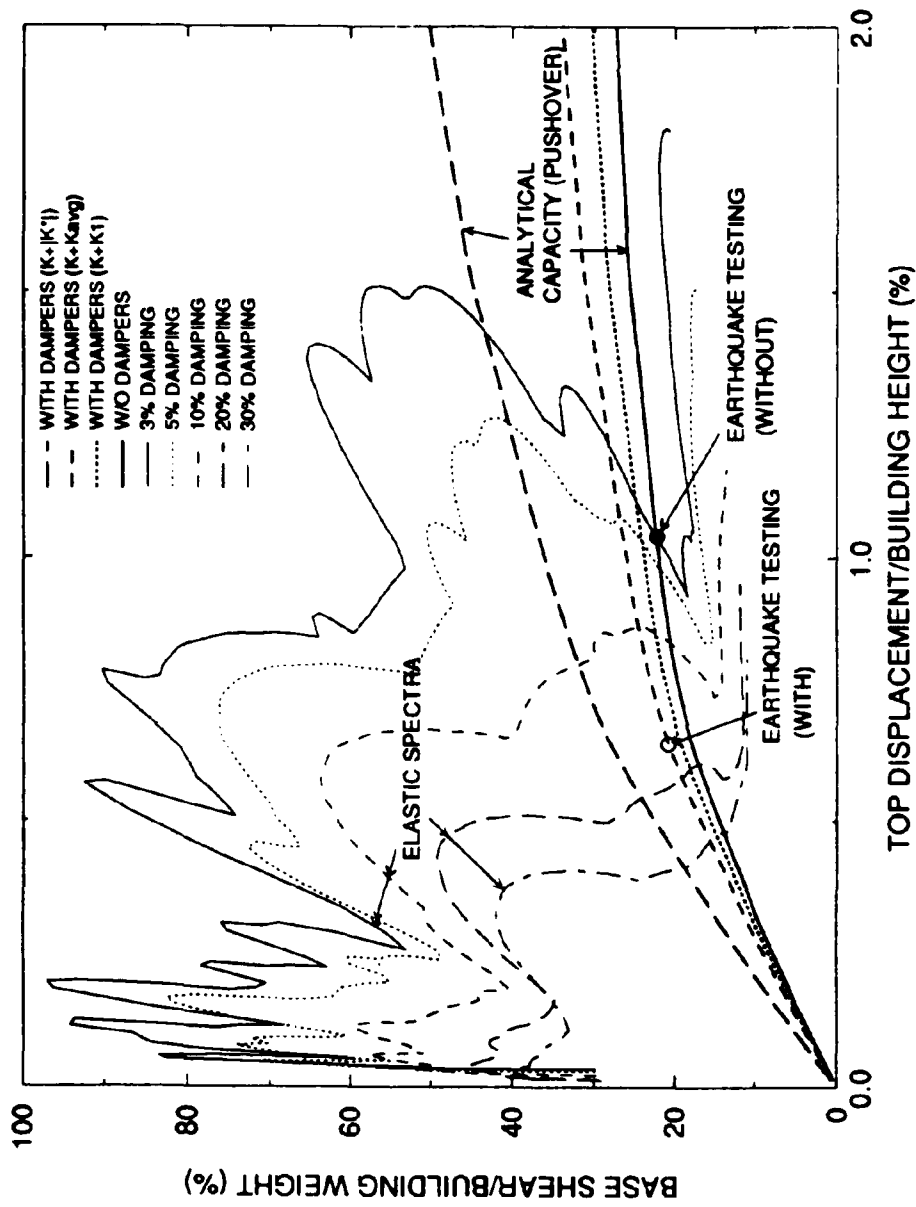 WITH DAMPERS (K+|K*|)
WITH DAMPERS (K+Kavg)
WITH DAMPERS (K+K1)
W/O DAMPERS
3% DAMPING
5% DAMPING
10% DAMPING
20% DAMPING
30% DAMPING
ELASTIC SPECTRA
ANALYTICAL
CAPACITY (PUSHOVER)
EARTHQUAKE TESTING
(WITHOUT)
EARTHQUAKE TESTING
(WITH)
100
80
60
40
20
0
0.0
1.0
2.0
BASE SHEAR/BUILDING WEIGHT (%)
TOP DISPLACEMENT/BUILDING HEIGHT (%)